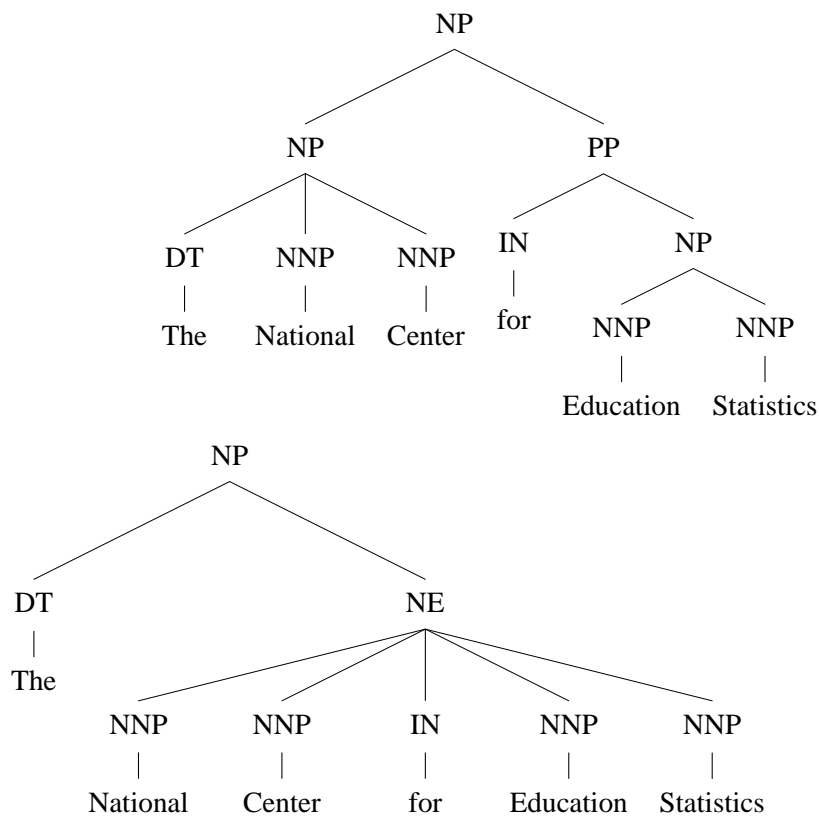 NP
NP PP
DT NNP NNP IN NP
The National Center for NNP NNP
Education Statistics
NP
DT NE
The
NNP NNP IN NNP NNP
National Center for Education Statistics